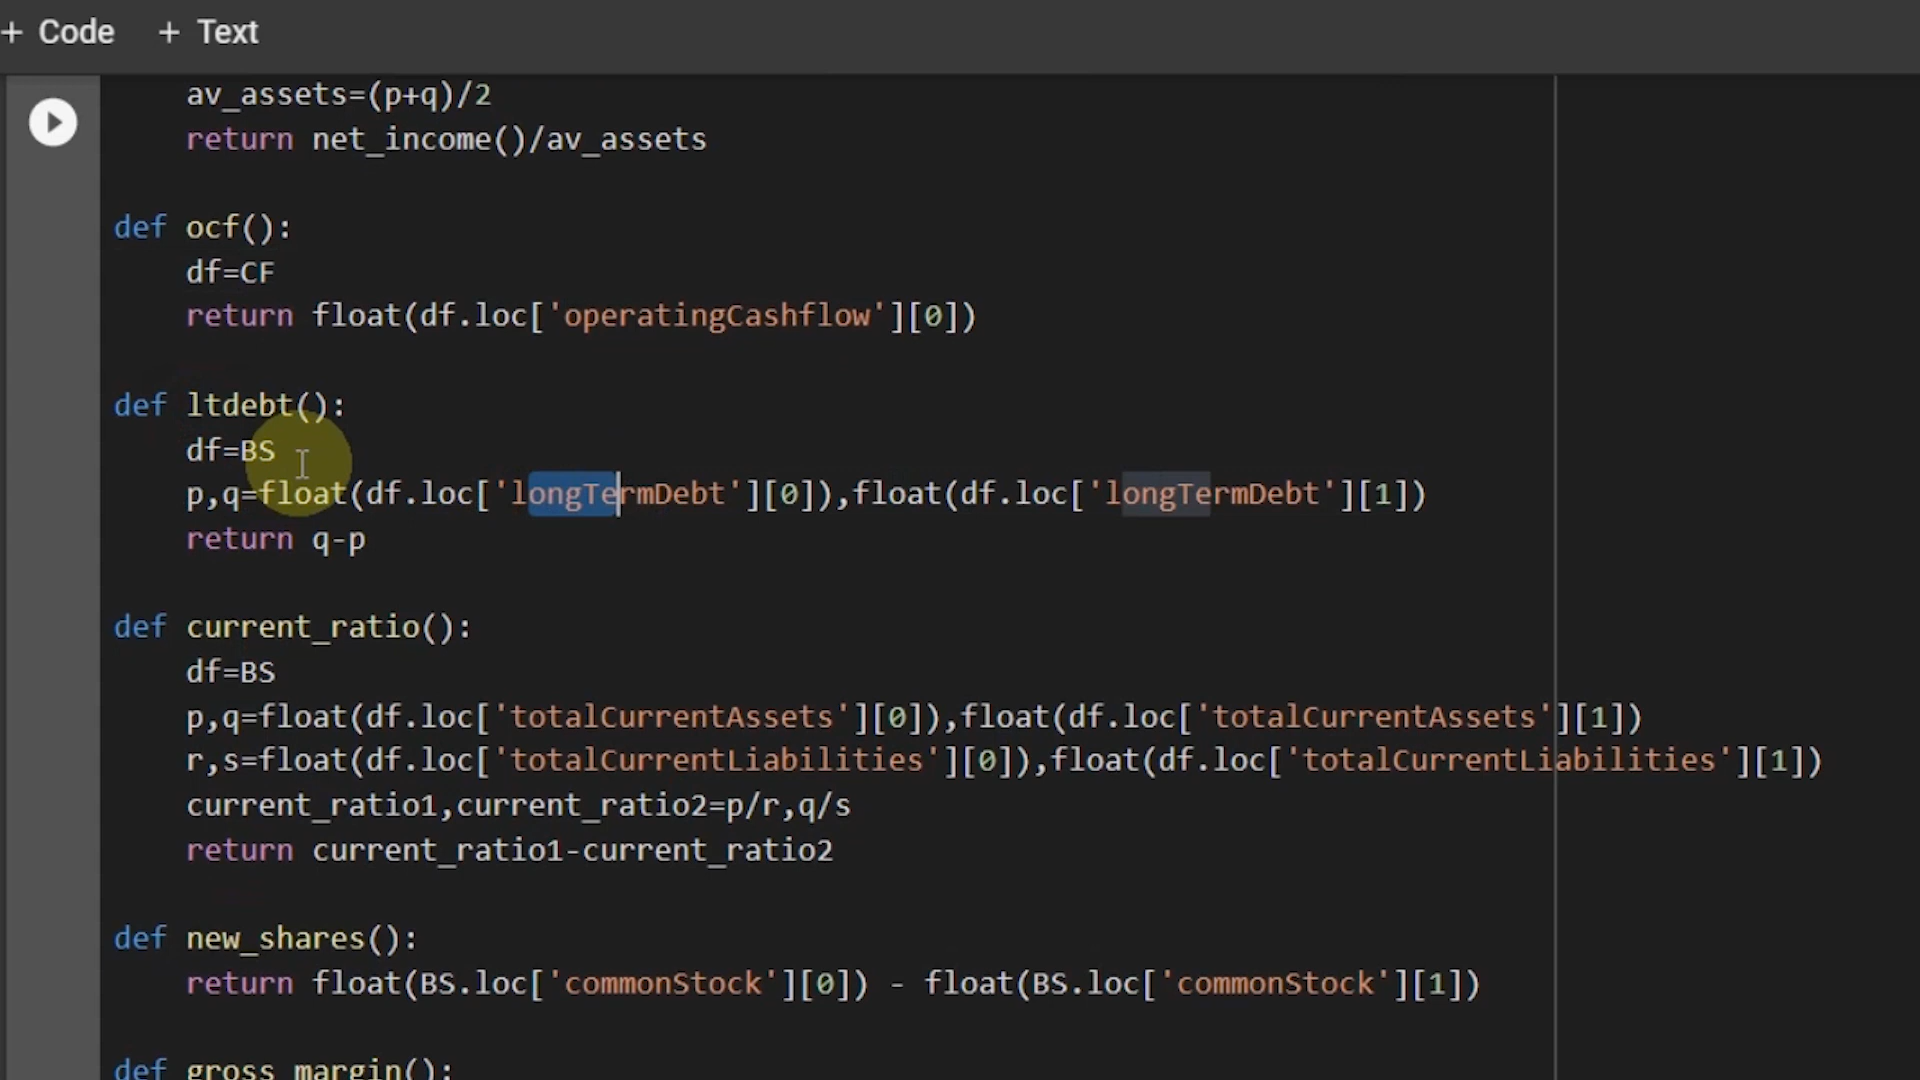 + Code + Text
av_assets=(p+q)/2
return net_income()/av_assets
def ocf():
df=CF
return float(df.loc['operatingCashflow'][0])
def ltdebt():
df=BS
p,q=float(df.loc['longTermDebt'][0]),float(df.loc['longTermDebt'][1])
return q-p
def current_ratio():
df=BS
p,q=float(df.loc['totalCurrentAssets'][0]),float(df.loc['totalCurrentAssets'][1])
r,s=float(df.loc['totalCurrentLiabilities'][0]),float(df.loc['totalCurrentLiabilities'][1])
current_ratio1,current_ratio2=p/r,q/s
return current_ratio1-current_ratio2
def new_shares():
return float(BS.loc['commonStock'][0]) - float(BS.loc['commonStock'][1])
def gross_margin():